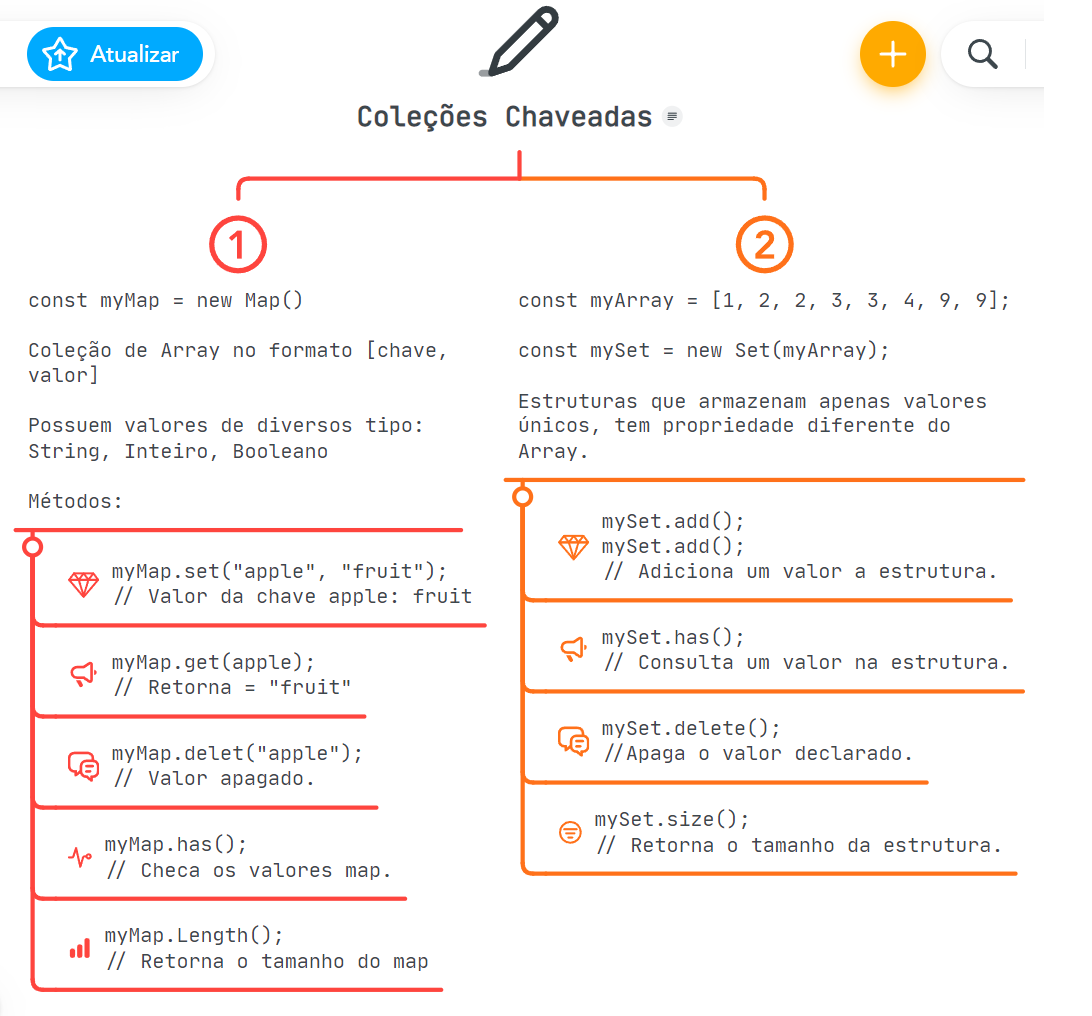 Atualizar
Coleções Chaveadas
1
const myMap = new Map()
Coleção de Array no formato [chave,
valor]
Possuem valores de diversos tipo:
String, Inteiro, Booleano
Métodos:
myMap.set("apple", "fruit");
// Valor da chave apple: fruit
myMap.get(apple);
// Retorna = "fruit"
myMap.delet("apple");
// Valor apagado.
myMap.has();
// Checa os valores map.
myMap.Length();
// Retorna o tamanho do map
2
const myArray = [1, 2, 2, 3, 3, 4, 9, 9];
const mySet = new Set(myArray);
Estruturas que armazenam apenas valores
únicos, tem propriedade diferente do
Array.
mySet.add();
mySet.add();
// Adiciona um valor a estrutura.
mySet.has();
// Consulta um valor na estrutura.
mySet.delete();
//Apaga o valor declarado.
mySet.size();
// Retorna o tamanho da estrutura.